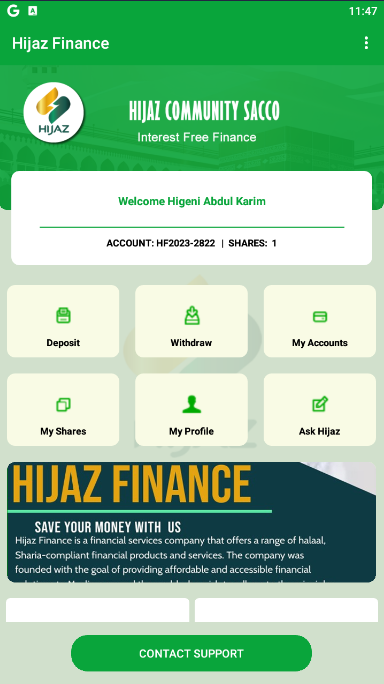 11:47
Hijaz Finance
HIJAZ
HIJAZ COMMUNITY SACCO
Interest Free Finance
Welcome Higeni Abdul Karim
ACCOUNT: HF2023-2822 | SHARES: 1
Deposit
Withdraw
My Accounts
My Shares
My Profile
Ask Hijaz
HIJAZ FINANCE
SAVE YOUR MONEY WITH US
Hijaz Finance is a financial services company that offers a range of halaal,
Sharia-compliant financial products and services. The company was
founded with the goal of providing affordable and accessible financial
CONTACT SUPPORT